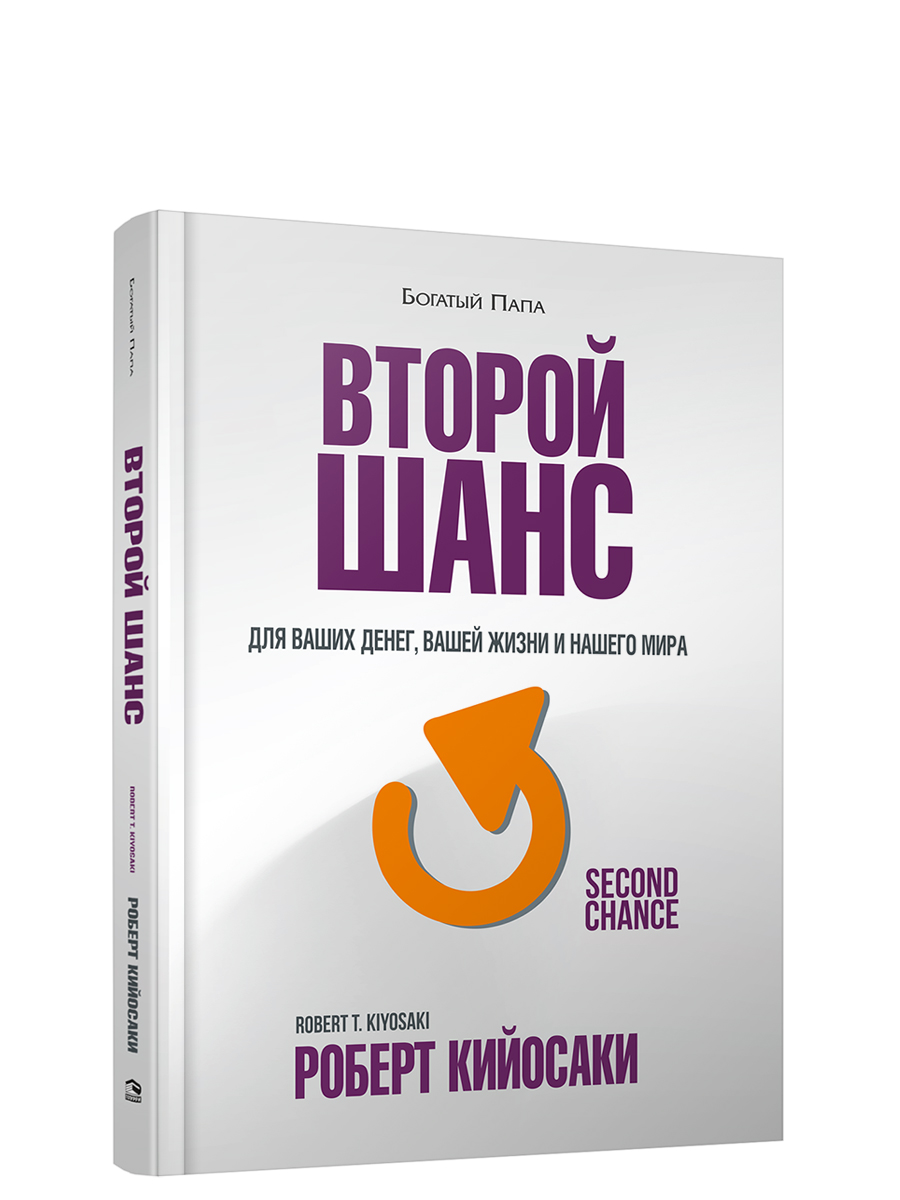 Богатый Папа
ВТОРОЙ
ШАНС
ДЛЯ ВАШИХ ДЕНЕГ, ВАШЕЙ ЖИЗНИ И НАШЕГО МИРА
SECOND
CHANCE
ROBERT T. KIYOSAKI
РОБЕРТ КИЙОСАКИ
Богатый Папа
ВТОРОЙ ШАНС
ROBERT T. KIYOSAKI
РОБЕРТ КИЙОСАКИ